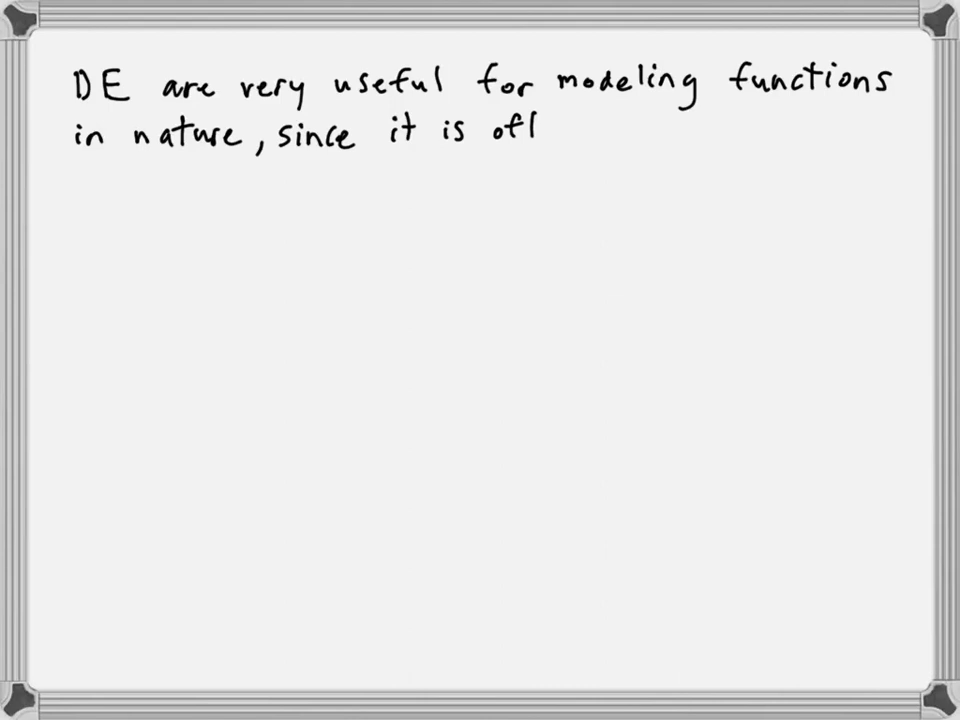 DE are very useful for modeling functions
in nature, since it is